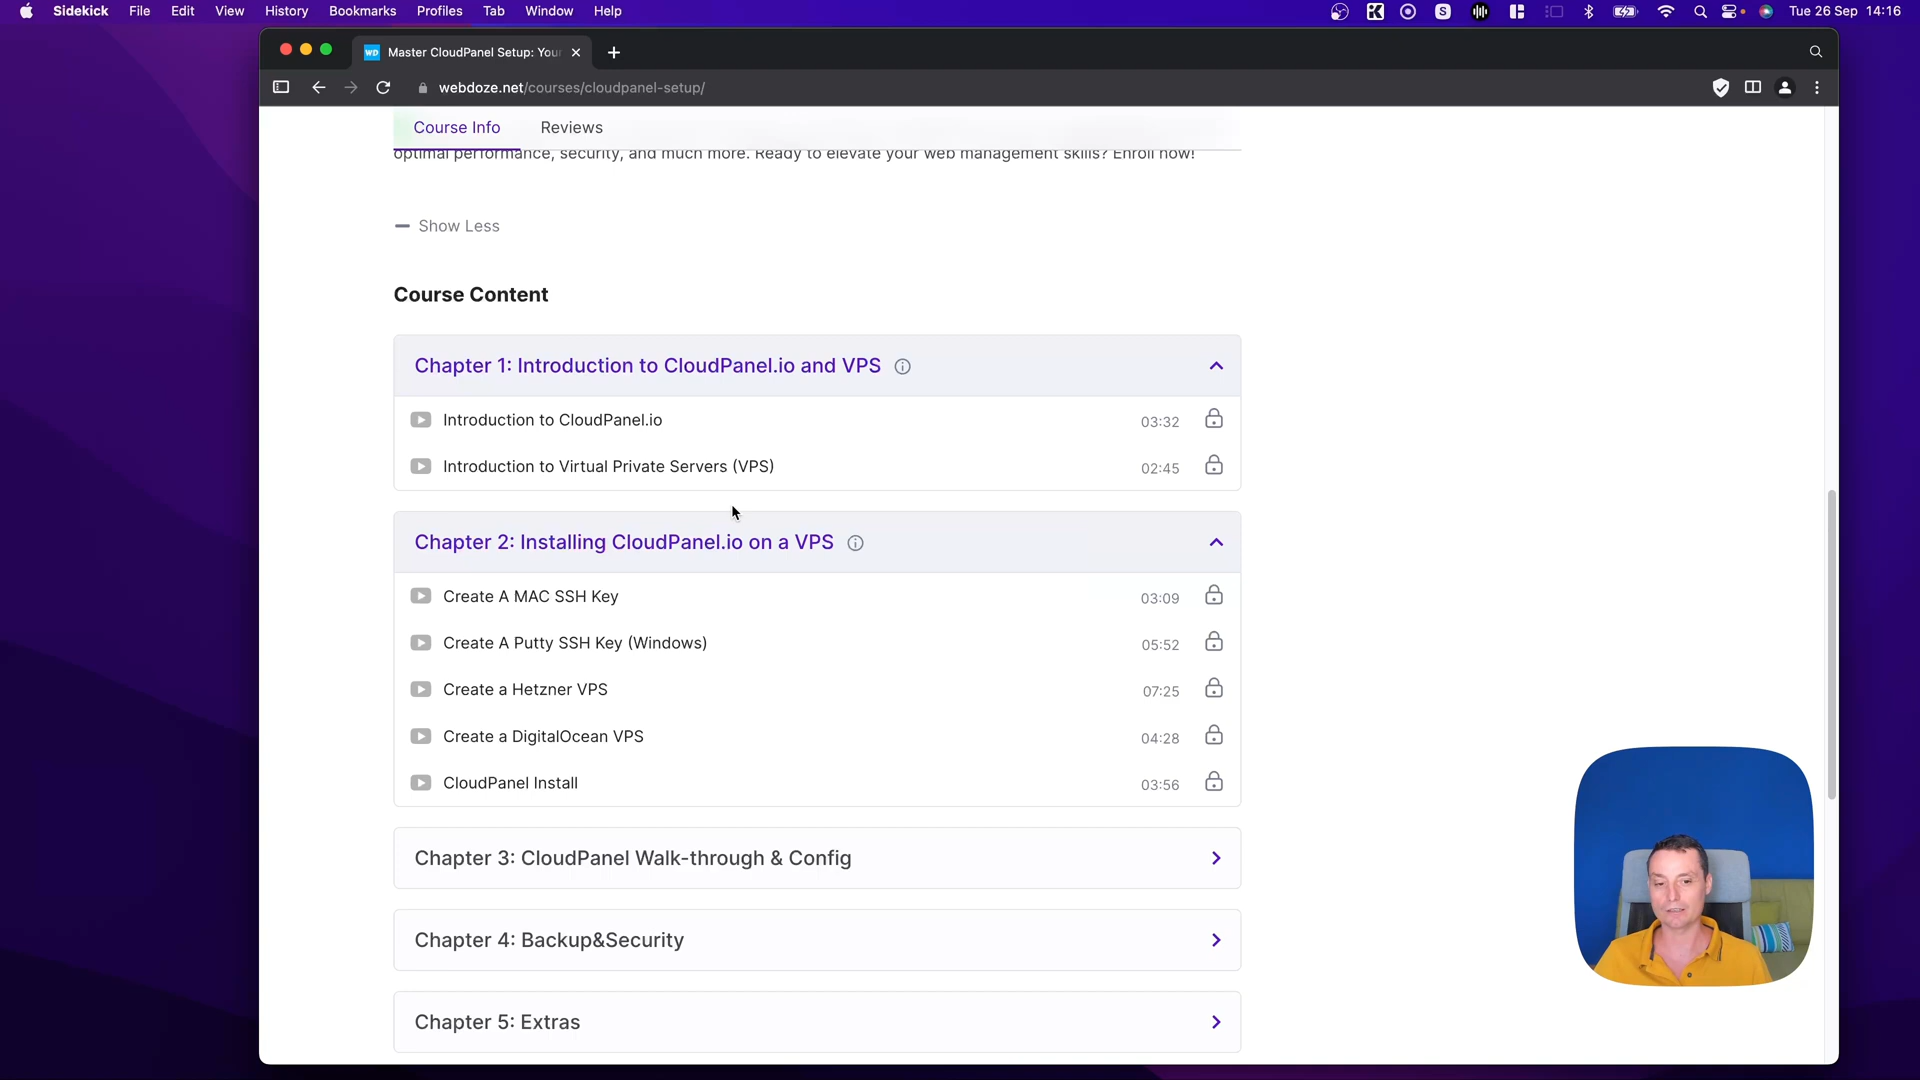 Sidekick File Edit View History Bookmarks Profiles Tab Window Help
S
Tue 26 Sep 14:16
WD Master CloudPanel Setup: Your
webdoze.net/courses/cloudpanel-setup/
Course Info Reviews
optimal performance, security, and much more. Ready to elevate your web management skills? Enroll now!
Show Less
Course Content
Chapter 1: Introduction to CloudPanel.io and VPS
Introduction to CloudPanel.io 03:32
Introduction to Virtual Private Servers (VPS) 02:45
Chapter 2: Installing CloudPanel.io on a VPS
Create A MAC SSH Key 03:09
Create A Putty SSH Key (Windows) 05:52
Create a Hetzner VPS 07:25
Create a DigitalOcean VPS 04:28
CloudPanel Install 03:56
Chapter 3: CloudPanel Walk-through & Config
Chapter 4: Backup&Security
Chapter 5: Extras